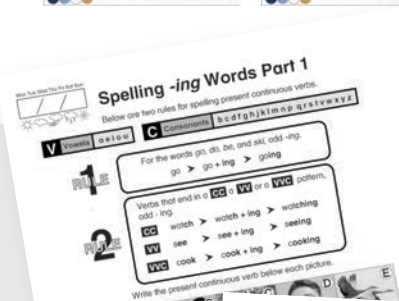 Mon Tue Wed Thu Fri Sat Sun
Spelling -ing Words Part 1
Below are two rules for spelling present continuous verbs.
V Vowels a e i o u C Consonants b c d f g h j k l m n p q r s t v w x y z
RULE 1
For the words go, do, be, and ski, add -ing.
go > go + ing > going
RULE 2
Verbs that end in a CC a VV or a VVC pattern,
add - ing.
CC watch > watch + ing > watching
VV see > see + ing > seeing
VVC cook > cook + ing > cooking
Write the present continuous verb below each picture.
C D E